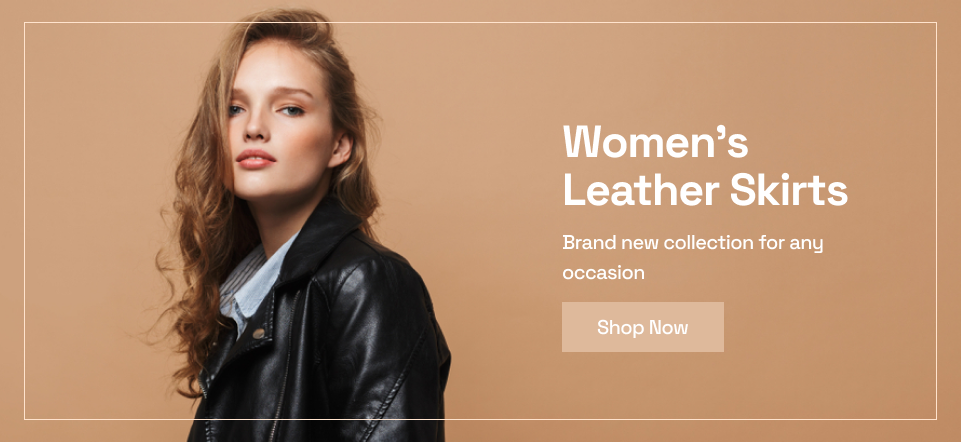 Women’s
Leather Skirts
Brand new collection for any
occasion
Shop Now